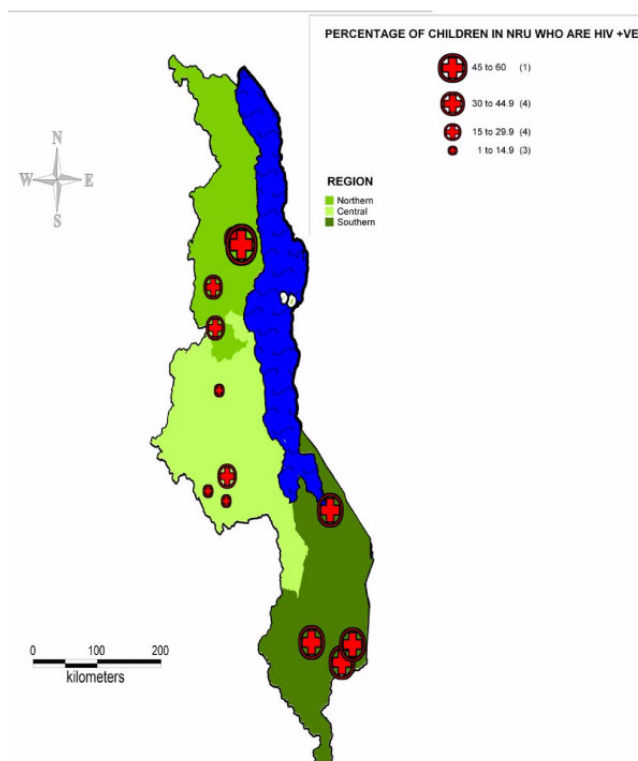 PERCENTAGE OF CHILDREN IN NRU WHO ARE HIV +VE
45 to 60 (1)
30 to 44.9 (4)
15 to 29.9 (4)
1 to 14.9 (3)
REGION
Northern
Central
Southern
N
W E
S
0 100 200
kilometers